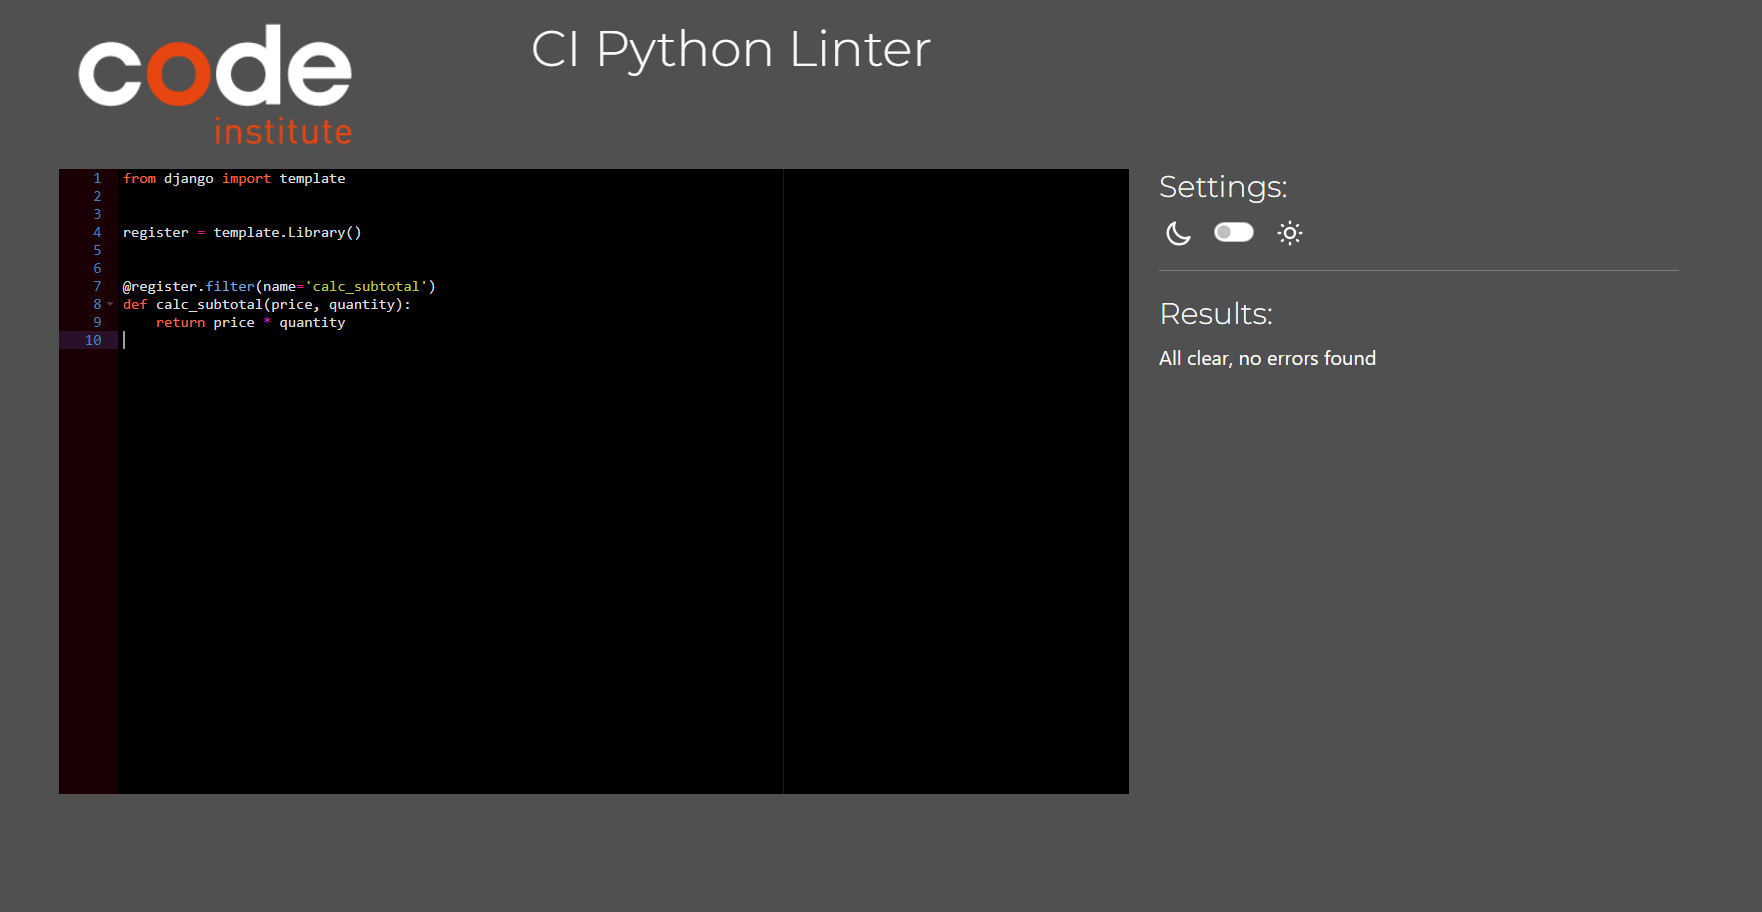 code
institute
CI Python Linter
1 from django import template
2
3
4 register = template.Library()
5
6
7 @register.filter(name='calc_subtotal')
8 def calc_subtotal(price, quantity):
9     return price * quantity
10
Settings:
Results:
All clear, no errors found